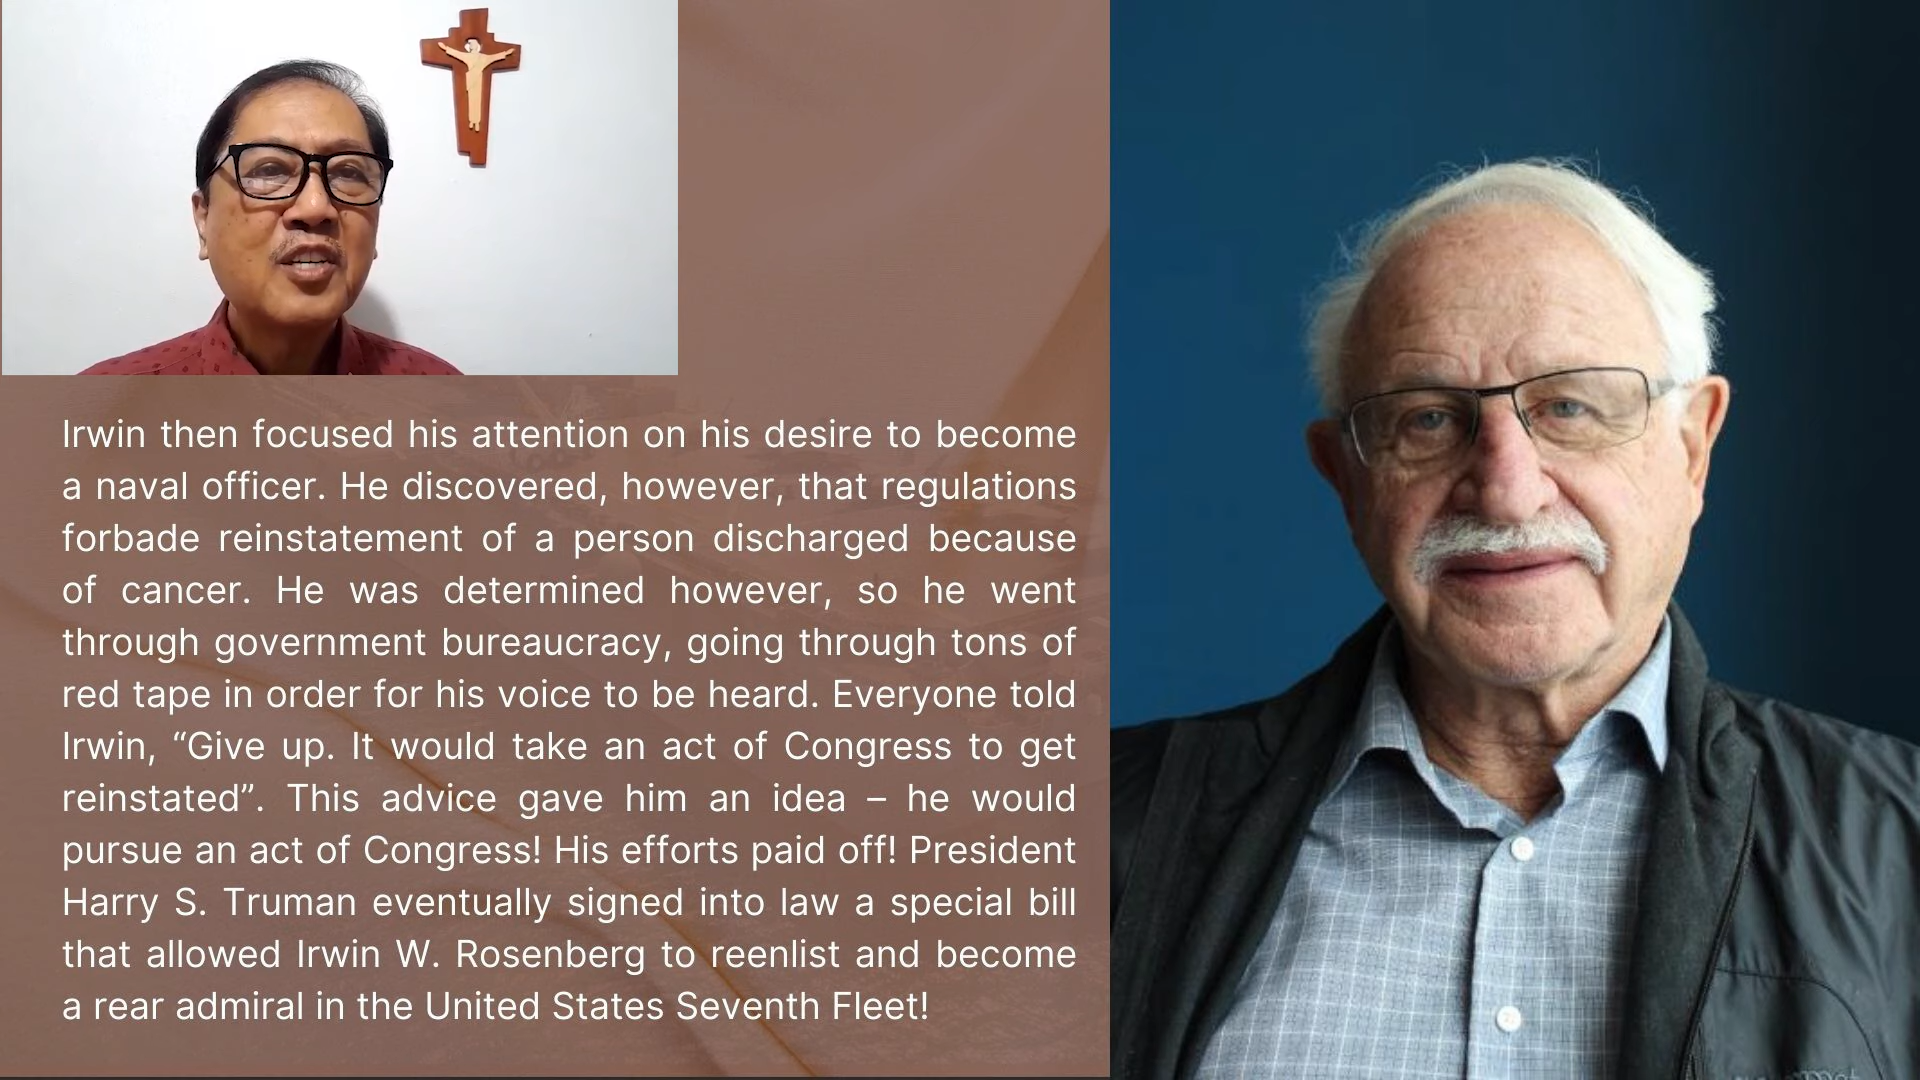 Irwin then focused his attention on his desire to become
a naval officer. He discovered, however, that regulations
forbade reinstatement of a person discharged because
of cancer. He was determined however, so he went
through government bureaucracy, going through tons of
red tape in order for his voice to be heard. Everyone told
Irwin, “Give up. It would take an act of Congress to get
reinstated”. This advice gave him an idea – he would
pursue an act of Congress! His efforts paid off! President
Harry S. Truman eventually signed into law a special bill
that allowed Irwin W. Rosenberg to reenlist and become
a rear admiral in the United States Seventh Fleet!